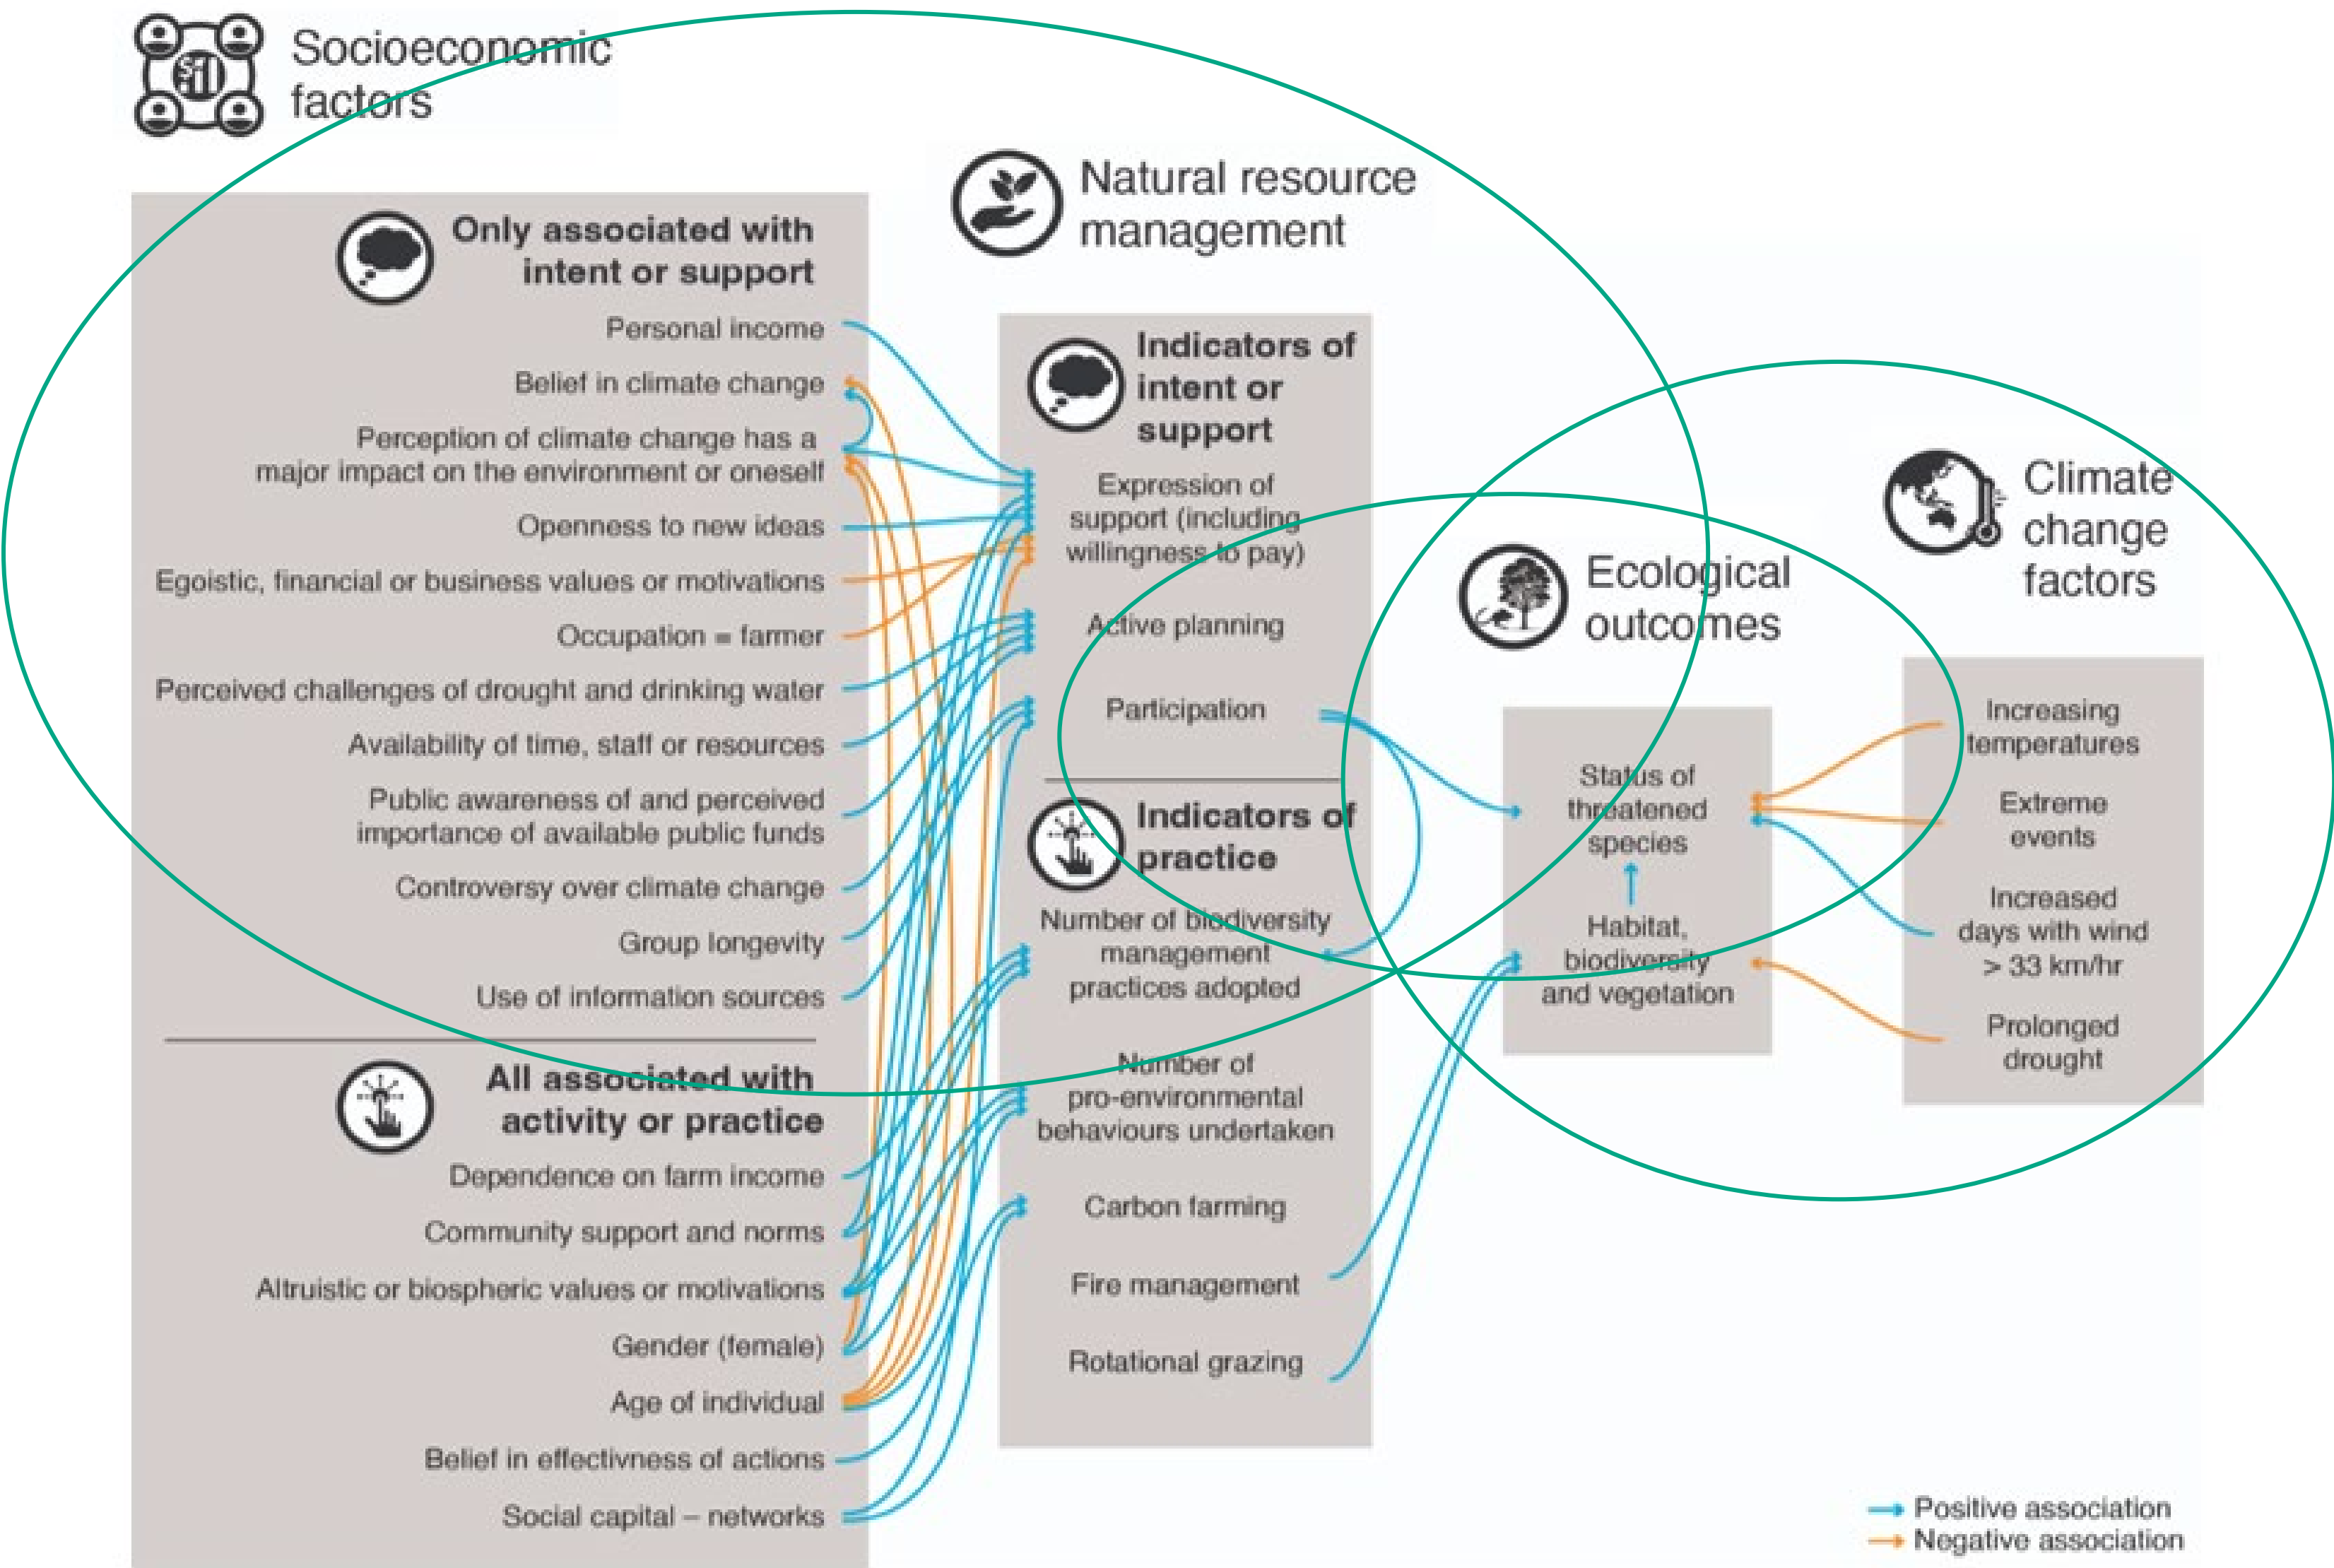 Socioeconomic
factors
Only associated with
intent or support
Personal income
Belief in climate change
Perception of climate change has a
major impact on the environment or oneself
Openness to new ideas
Egoistic, financial or business values or motivations
Occupation = farmer
Perceived challenges of drought and drinking water
Availability of time, staff or resources
Public awareness of and perceived
importance of available public funds
Controversy over climate change
Group longevity
Use of information sources
All associated with
activity or practice
Dependence on farm income
Community support and norms
Altruistic or biospheric values or motivations
Gender (female)
Age of individual
Belief in effectivness of actions
Social capital – networks
Natural resource
management
Indicators of
intent or
support
Expression of
support (including
willingness to pay)
Active planning
Participation
Indicators of
practice
Number of biodiversity
management
practices adopted
Number of
pro-environmental
behaviours undertaken
Carbon farming
Fire management
Rotational grazing
Ecological
outcomes
Status of
threatened
species
Habitat,
biodiversity
and vegetation
Climate
change
factors
Increasing
temperatures
Extreme
events
Increased
days with wind
> 33 km/hr
Prolonged
drought
Positive association
Negative association